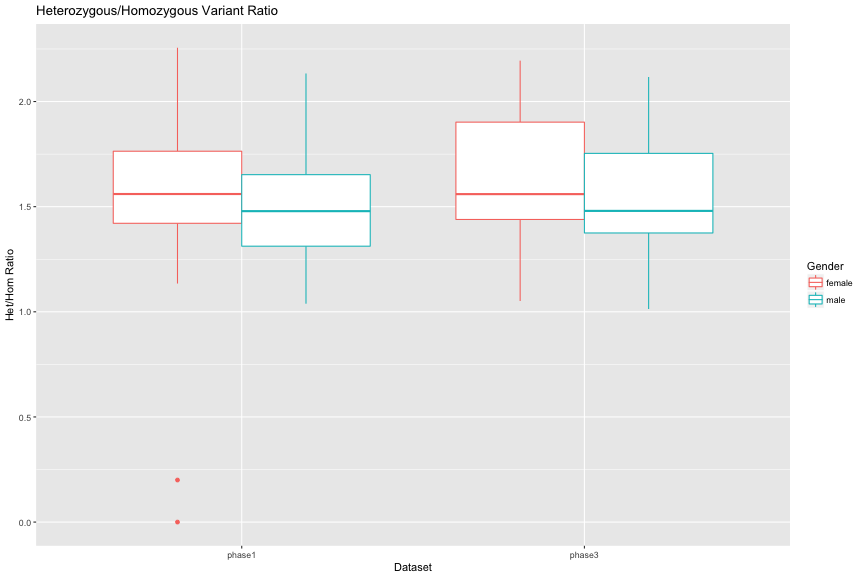 Heterozygous/Homozygous Variant Ratio
Het/Hom Ratio
2.0
1.5
1.0
0.5
0.0
phase1
phase3
Dataset
Gender
female
male